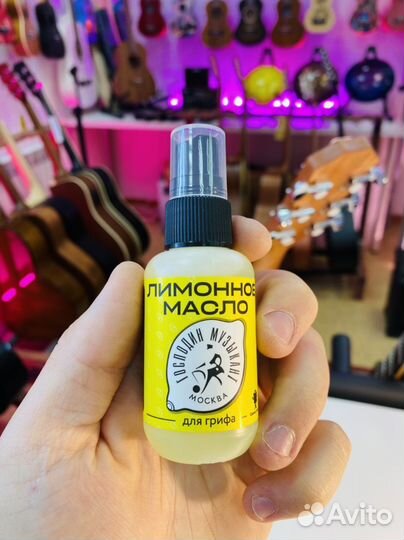 ЛИМОННОЕ
МАСЛО
ГОСПОДИН МУЗЫКАНТ
МОСКВА
для грифа
Avito